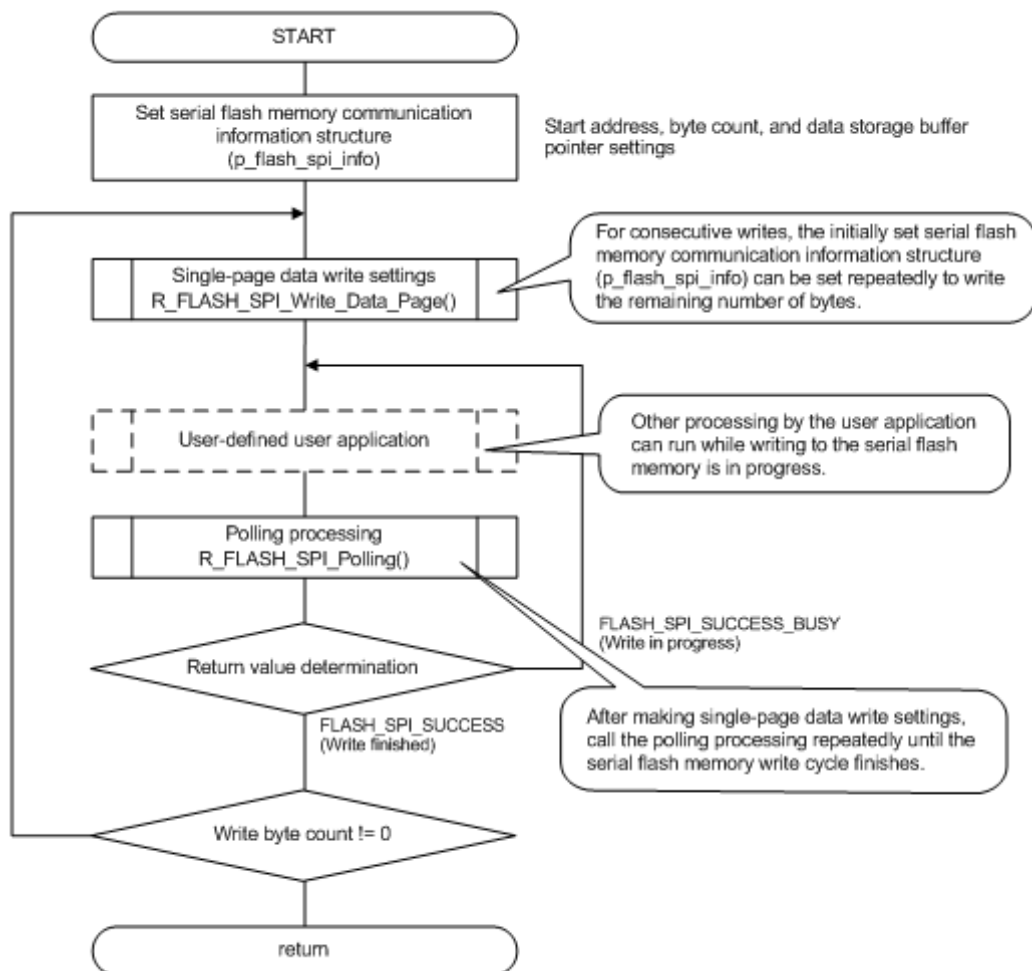 START
Set serial flash memory communication
information structure
(p_flash_spi_info)
Start address, byte count, and data storage buffer
pointer settings
For consecutive writes, the initially set serial flash
memory communication information structure
(p_flash_spi_info) can be set repeatedly to write
the remaining number of bytes.
Single-page data write settings
R_FLASH_SPI_Write_Data_Page()
User-defined user application
Other processing by the user application
can run while writing to the serial flash
memory is in progress.
Polling processing
R_FLASH_SPI_Polling()
FLASH_SPI_SUCCESS_BUSY
(Write in progress)
Return value determination
FLASH_SPI_SUCCESS
(Write finished)
After making single-page data write settings,
call the polling processing repeatedly until the
serial flash memory write cycle finishes.
Write byte count != 0
return